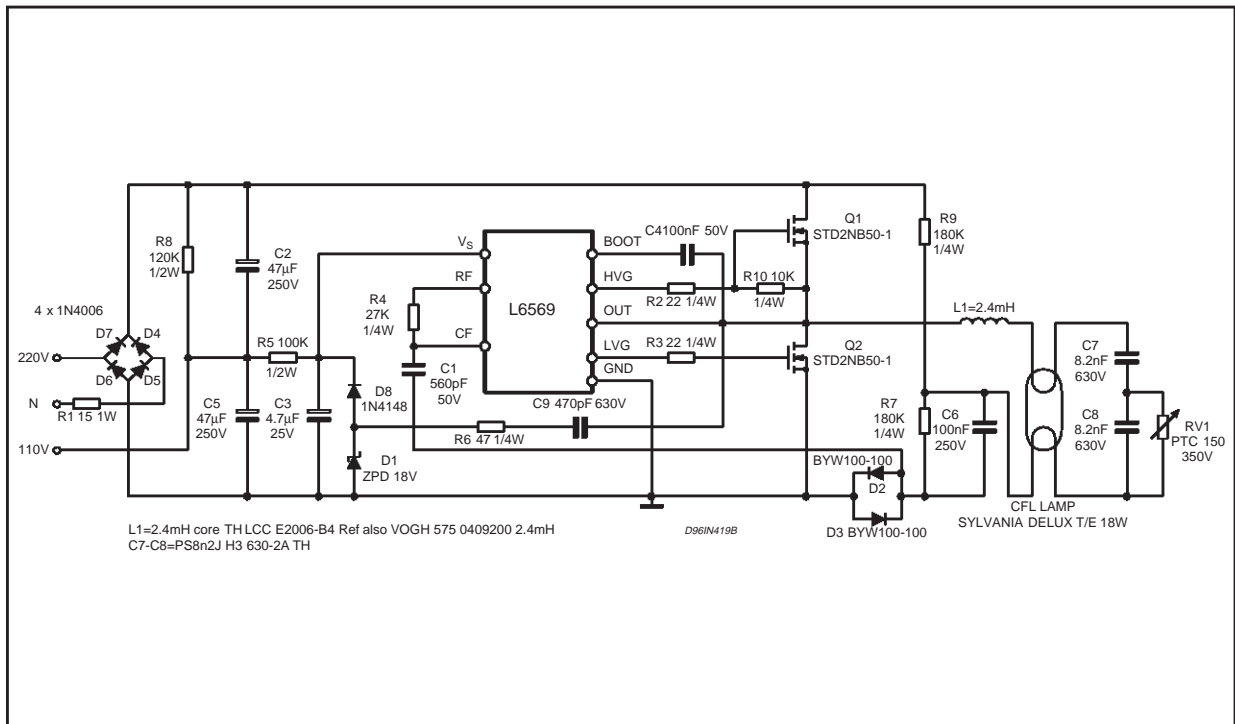 C4100nF 50V
Q1
STD2NB50-1
R9
180K
1/4W
R8
120K
1/2W
C2
47µF
250V
VS
RF
CF
L6569
BOOT
HVG
OUT
LVG
GND
R10 10K
1/4W
R2 22 1/4W
R4
27K
1/4W
L1=2.4mH
4 x 1N4006
D7
D4
D6
D5
220V
N
110V
R1 15 1W
R5 100K
1/2W
R3 22 1/4W
Q2
STD2NB50-1
C1
560pF
50V
C7
8.2nF
630V
C5
47µF
250V
C3
4.7µF
25V
D8
1N4148
C9 470pF 630V
R6 47 1/4W
R7
180K
1/4W
C6
100nF
250V
C8
8.2nF
630V
RV1
PTC 150
350V
D1
ZPD 18V
BYW100-100
D2
D3 BYW100-100
CFL LAMP
SYLVANIA DELUX T/E 18W
L1=2.4mH core TH LCC E2006-B4 Ref also VOGH 575 0409200 2.4mH
C7-C8=PS8n2J H3 630-2A TH
D96IN419B